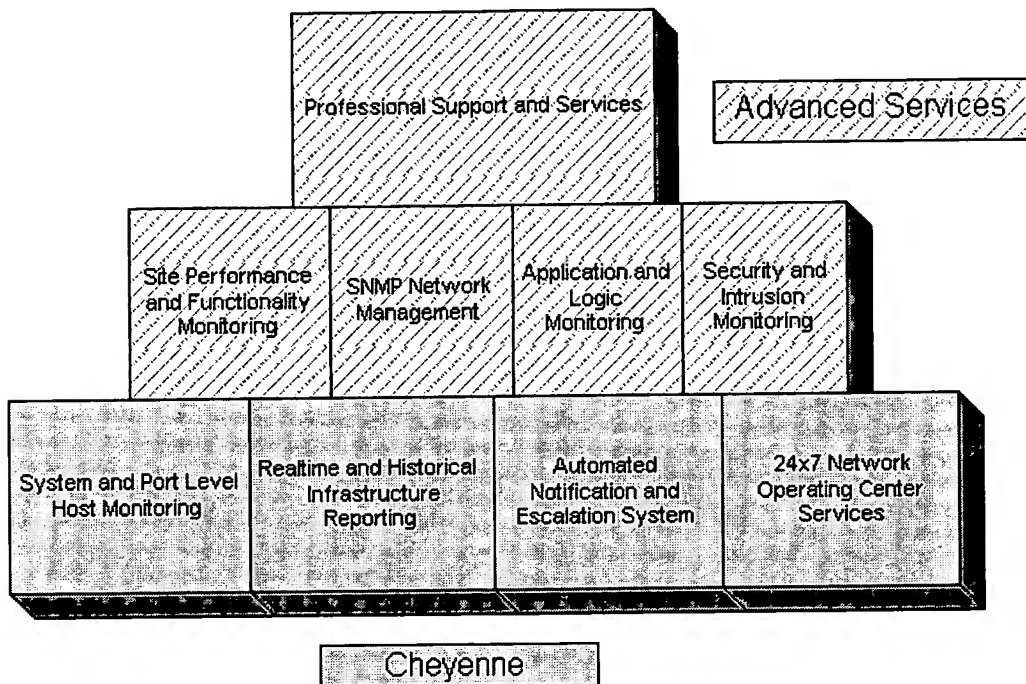 Professional Support and Services
Advanced Services
Site Performance
and Functionality
Monitoring
SNMP Network
Management
Application and
Logic
Monitoring
Security and
Intrusion
Monitoring
System and Port Level
Host Monitoring
Realtime and Historical
Infrastructure
Reporting
Automated
Notification and
Escalation System
24x7 Network
Operating Center
Services
Cheyenne